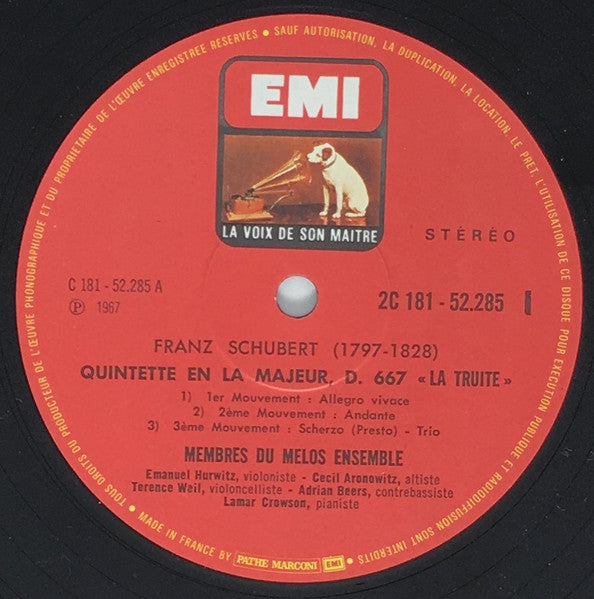 TOUS DROITS DU PRODUCTEUR DE L'ŒUVRE PHONOGRAPHIQUE ET DU PROPRIETAIRE DE L'ŒUVRE ENREGISTREE RESERVES • SAUF AUTORISATION, LA DUPLICATION, LA LOCATION, LE PRET, L'UTILISATION DE CE DISQUE POUR EXECUTION PUBLIQUE ET RADIODIFFUSION SONT INTERDITS •
EMI
LA VOIX DE SON MAITRE
STÉRÉO
C 181 - 52.285 A
Ⓟ 1967
2C 181 - 52.285 I
FRANZ SCHUBERT (1797-1828)
QUINTETTE EN LA MAJEUR, D. 667 « LA TRUITE »
1) 1er Mouvement : Allegro vivace
2) 2ème Mouvement : Andante
3) 3ème Mouvement : Scherzo (Presto) - Trio
MEMBRES DU MELOS ENSEMBLE
Emanuel Hurwitz, violoniste - Cecil Aronowitz, altiste
Terence Weil, violoncelliste - Adrian Beers, contrebassiste
Lamar Crowson, pianiste
• MADE IN FRANCE BY PATHE MARCONI EMI